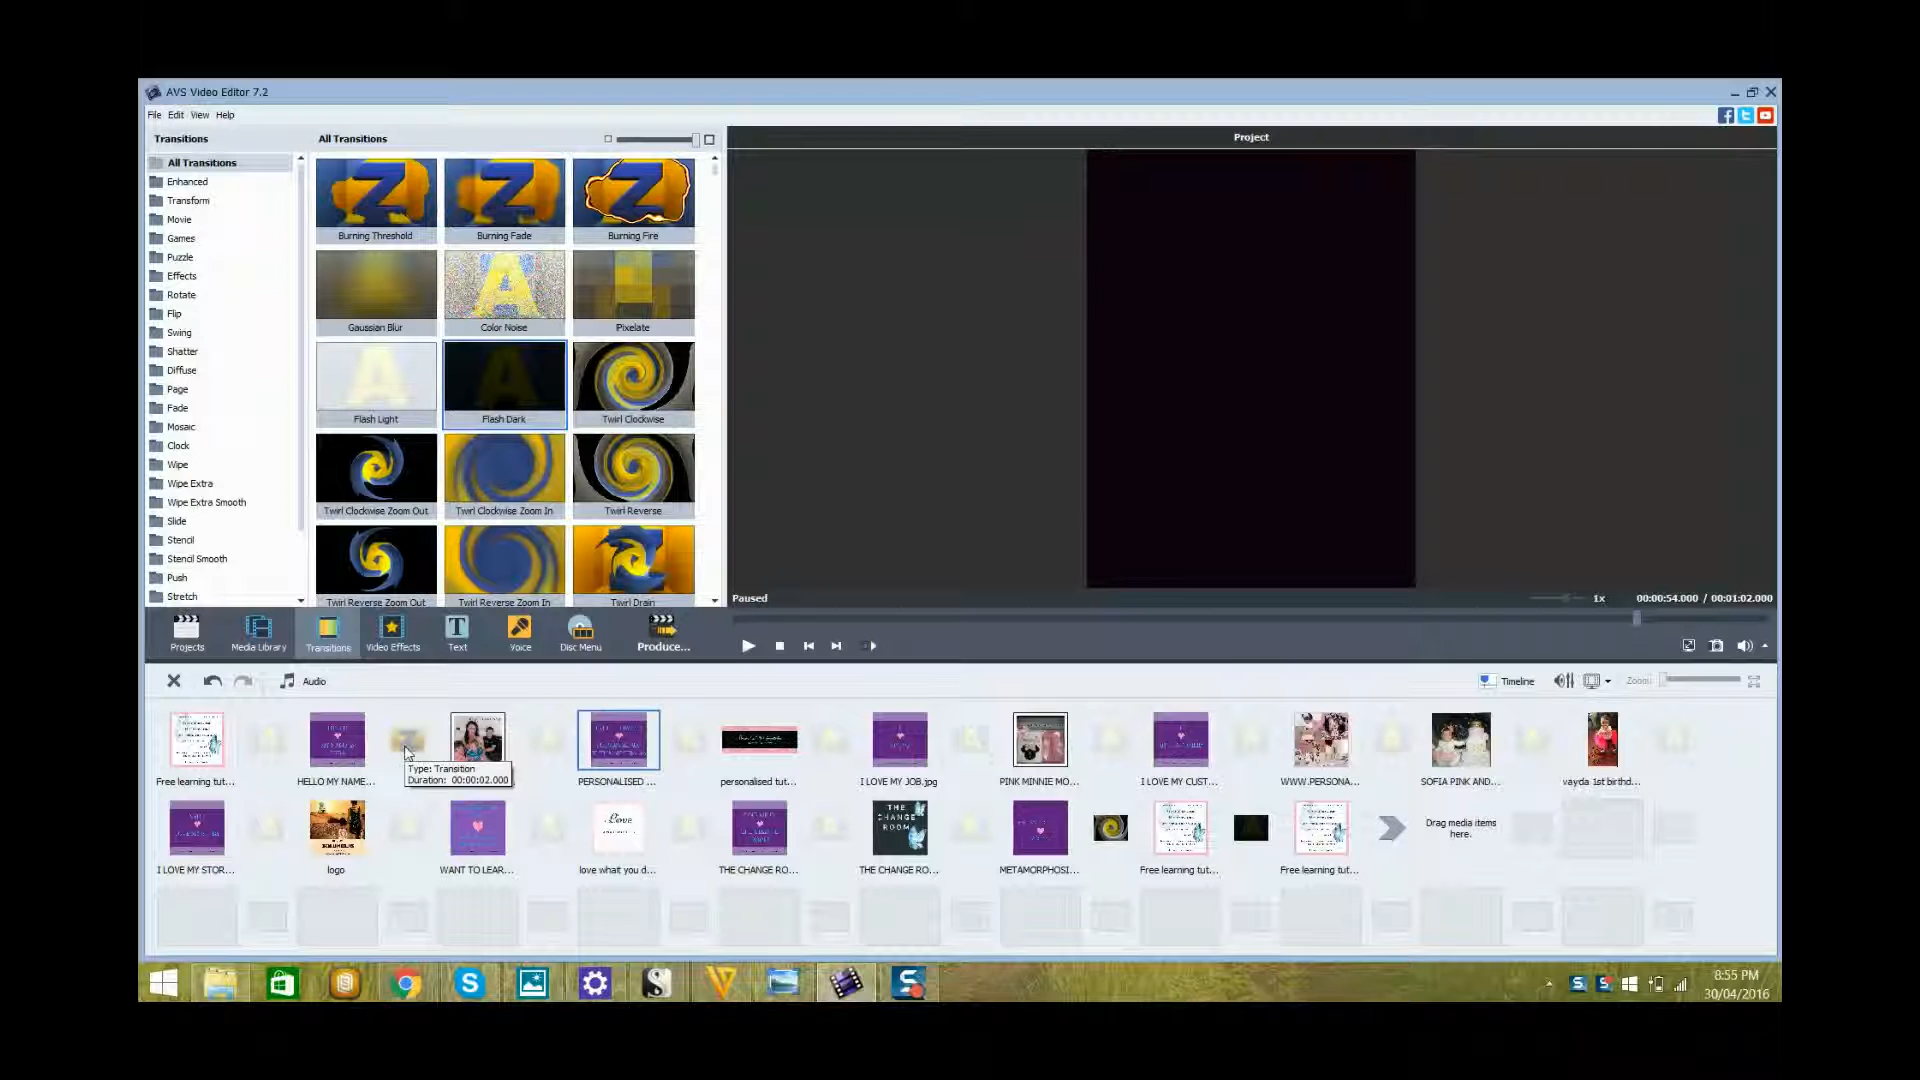 AVS Video Editor 7.2
File Edit View Help
Transitions
All Transitions
Project
All Transitions
Enhanced
Transform
Movie
Games
Puzzle
Effects
Rotate
Flip
Swing
Shatter
Diffuse
Page
Fade
Mosaic
Clock
Wipe
Wipe Extra
Wipe Extra Smooth
Slide
Stencil
Stencil Smooth
Push
Stretch
Burning Threshold
Burning Fade
Burning Fire
Gaussian Blur
Color Noise
Pixelate
Flash Light
Flash Dark
Twirl Clockwise
Twirl Clockwise Zoom Out
Twirl Clockwise Zoom In
Twirl Reverse
Twirl Reverse Zoom Out
Twirl Reverse Zoom In
Twirl Drain
Paused
1x
00:00:54.000 / 00:01:02.000
Projects
Media Library
Transitions
Video Effects
Text
Voice
Disc Menu
Produce...
Audio
Timeline
Zoom:
Free learning tut...
HELLO MY NAME...
Type: Transition
Duration: 00:00:02.000
PERSONALISED ...
personalised tut...
I LOVE MY JOB.jpg
PINK MINNIE MO...
I LOVE MY CUST...
WWW.PERSONA...
SOFIA PINK AND...
vayda 1st birthd...
Love
THE
CHANGE
ROOM
Drag media items
here.
I LOVE MY STOR...
logo
WANT TO LEAR...
love what you d...
THE CHANGE RO...
THE CHANGE RO...
METAMORPHOSI...
Free learning tut...
Free learning tut...
8:55 PM
30/04/2016